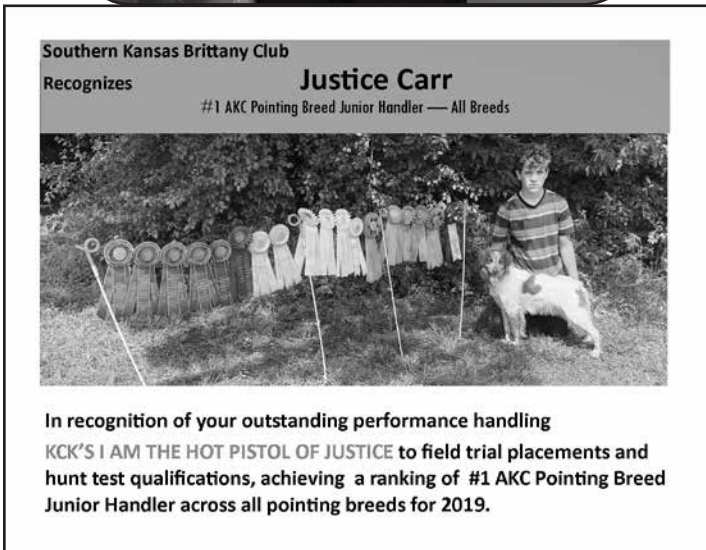 Southern Kansas Brittany Club
Recognizes Justice Carr
#1 AKC Pointing Breed Junior Handler — All Breeds
In recognition of your outstanding performance handling
KCK'S I AM THE HOT PISTOL OF JUSTICE to field trial placements and
hunt test qualifications, achieving a ranking of #1 AKC Pointing Breed
Junior Handler across all pointing breeds for 2019.